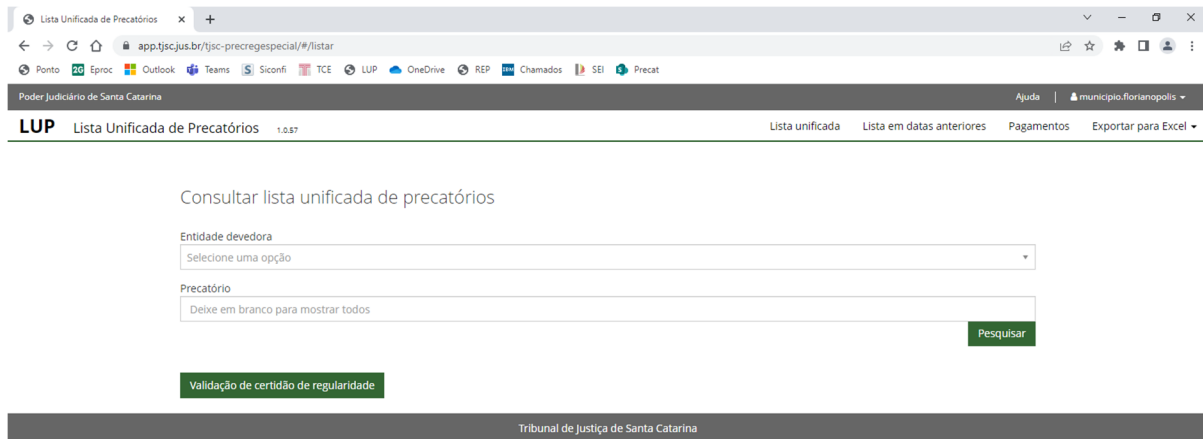 Lista Unificada de Precatórios
app.tjsc.jus.br/tjsc-precregespecial/#/listar
Ponto 2G Eproc Outlook Teams S Siconfi TCE LUP OneDrive REP Chamados SEI Precat
Poder Judiciário de Santa Catarina Ajuda municipio.florianopolis
LUP Lista Unificada de Precatórios 1.0.57 Lista unificada Lista em datas anteriores Pagamentos Exportar para Excel
Consultar lista unificada de precatórios
Entidade devedora
Selecione uma opção
Precatório
Deixe em branco para mostrar todos
Pesquisar
Validação de certidão de regularidade
Tribunal de Justiça de Santa Catarina